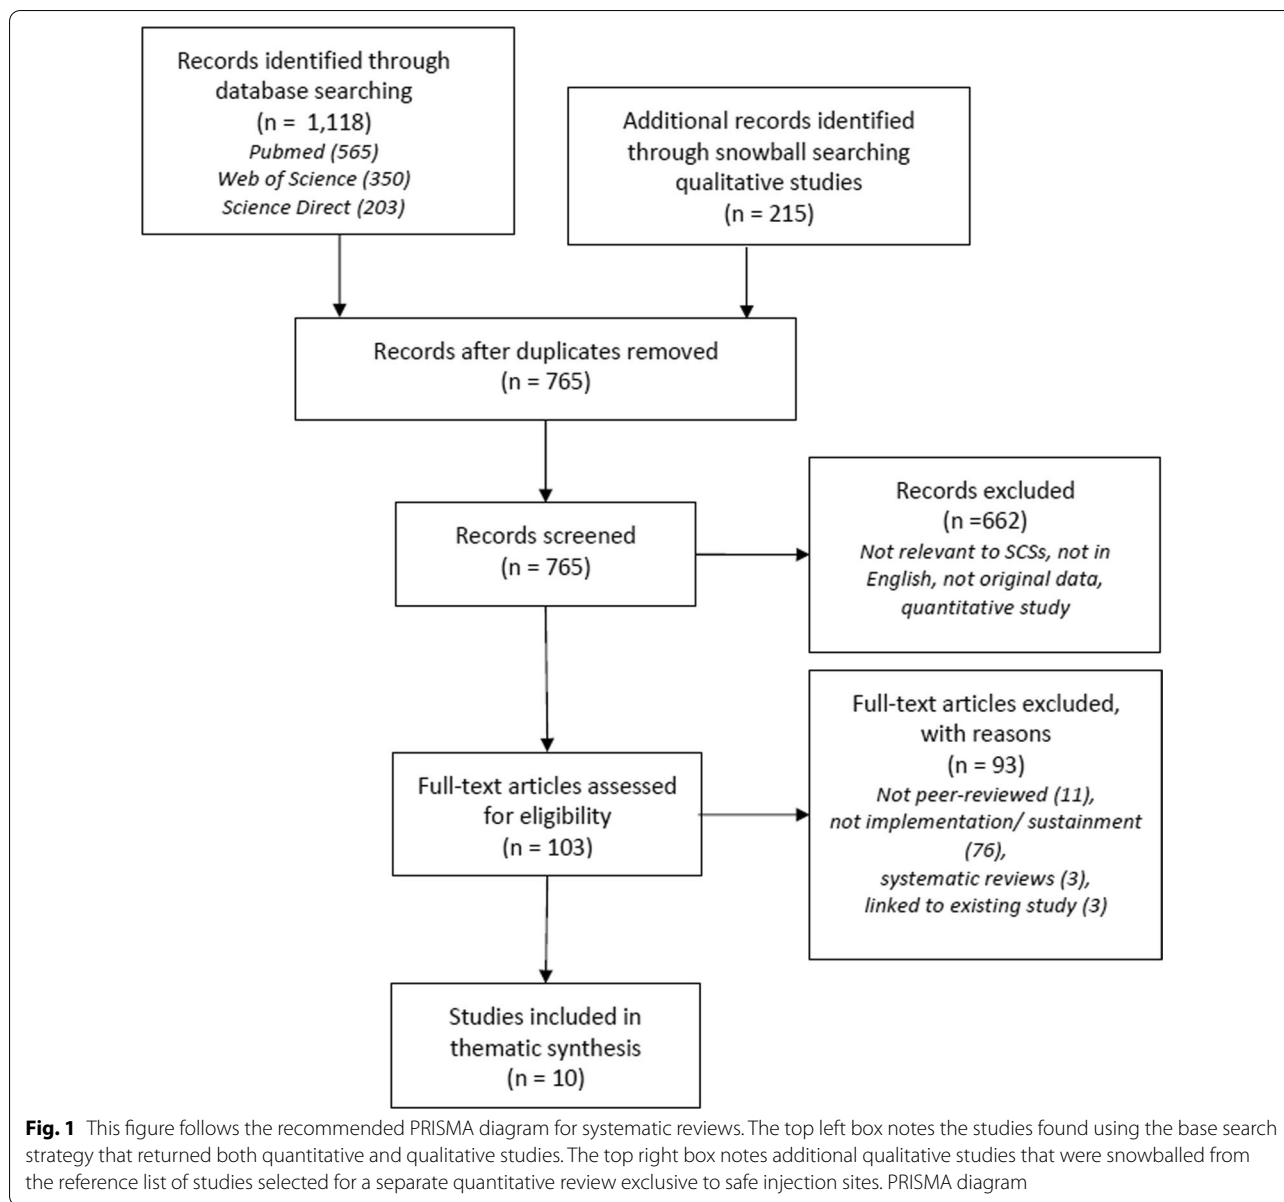 Records identified through
database searching
(n = 1,118)
Pubmed (565)
Web of Science (350)
Science Direct (203)
Additional records identified
through snowball searching
qualitative studies
(n = 215)
Records after duplicates removed
(n = 765)
Records screened
(n = 765)
Records excluded
(n =662)
Not relevant to SCSs, not in
English, not original data,
quantitative study
Full-text articles assessed
for eligibility
(n = 103)
Full-text articles excluded,
with reasons
(n = 93)
Not peer-reviewed (11),
not implementation/ sustainment
(76),
systematic reviews (3),
linked to existing study (3)
Studies included in
thematic synthesis
(n = 10)
Fig. 1 This figure follows the recommended PRISMA diagram for systematic reviews. The top left box notes the studies found using the base search
strategy that returned both quantitative and qualitative studies. The top right box notes additional qualitative studies that were snowballed from
the reference list of studies selected for a separate quantitative review exclusive to safe injection sites. PRISMA diagram